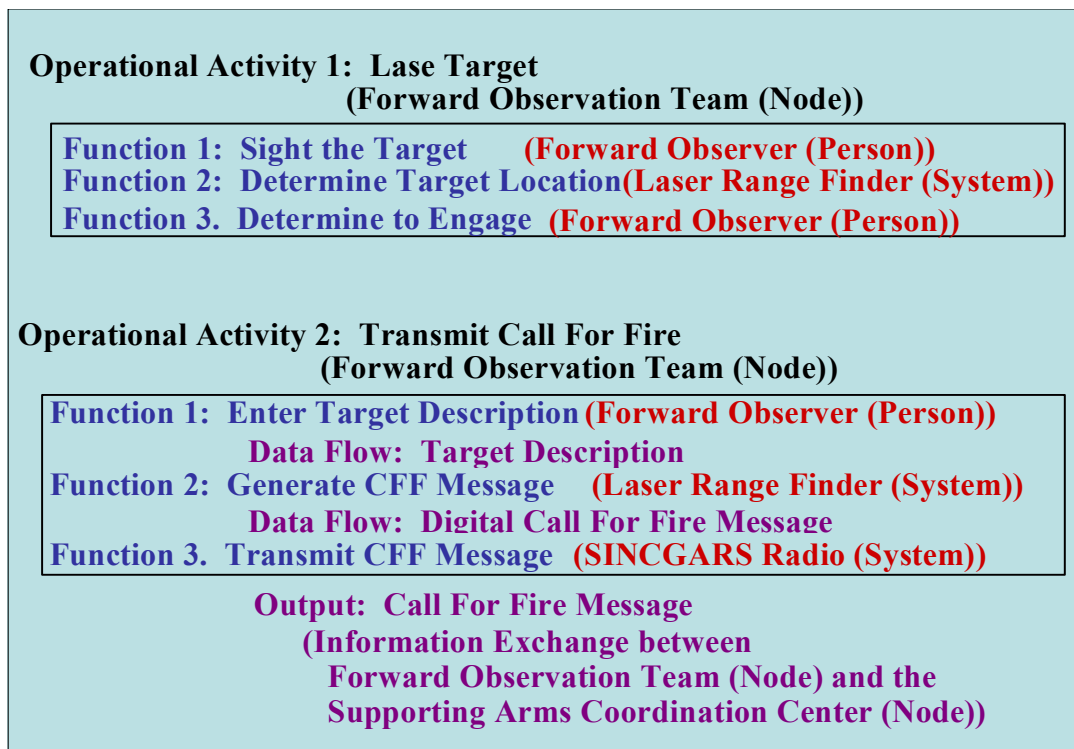 Operational Activity 1: Lase Target
(Forward Observation Team (Node))
Function 1: Sight the Target (Forward Observer (Person))
Function 2: Determine Target Location(Laser Range Finder (System))
Function 3. Determine to Engage (Forward Observer (Person))
Operational Activity 2: Transmit Call For Fire
(Forward Observation Team (Node))
Function 1: Enter Target Description (Forward Observer (Person))
Data Flow: Target Description
Function 2: Generate CFF Message (Laser Range Finder (System))
Data Flow: Digital Call For Fire Message
Function 3. Transmit CFF Message (SINCGARS Radio (System))
Output: Call For Fire Message
(Information Exchange between
Forward Observation Team (Node) and the
Supporting Arms Coordination Center (Node))